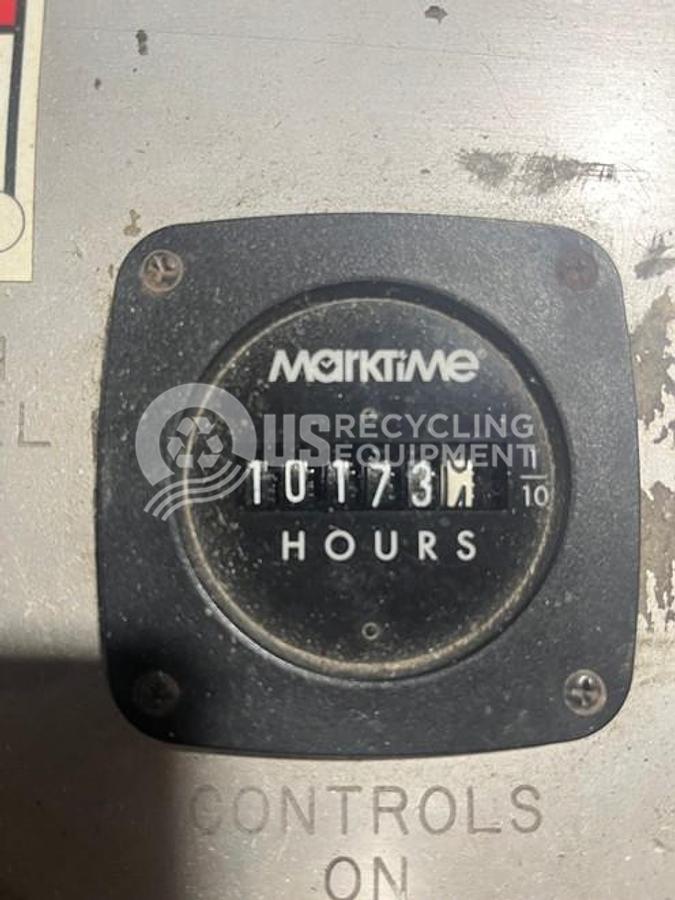 MARKTIME®
US RECYCLING
EQUIPMENT
10173
1/10
HOURS
CONTROLS
ON